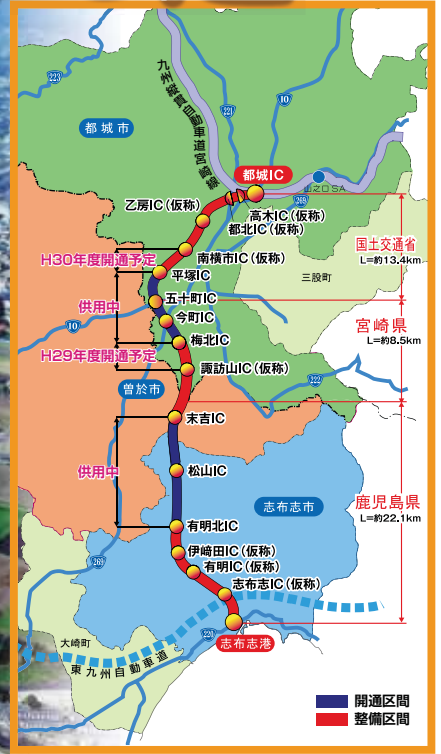 223
九州縦貫自動車道宮崎線
221
10
都城市
都城IC
山之口SA
269
乙房IC(仮称)
高木IC(仮称)
都北IC(仮称)
国土交通省
L=約13.4km
南横市IC(仮称)
H30年度開通予定
平塚IC
三股町
五十町IC
供用中
今町IC
宮崎県
L=約8.5km
10
梅北IC
H29年度開通予定
諏訪山IC(仮称)
222
曽於市
末吉IC
供用中
松山IC
志布志市
鹿児島県
L=約22.1km
有明北IC
伊﨑田IC(仮称)
269
有明IC(仮称)
志布志IC(仮称)
大崎町
220
東九州自動車道
志布志港
開通区間
整備区間